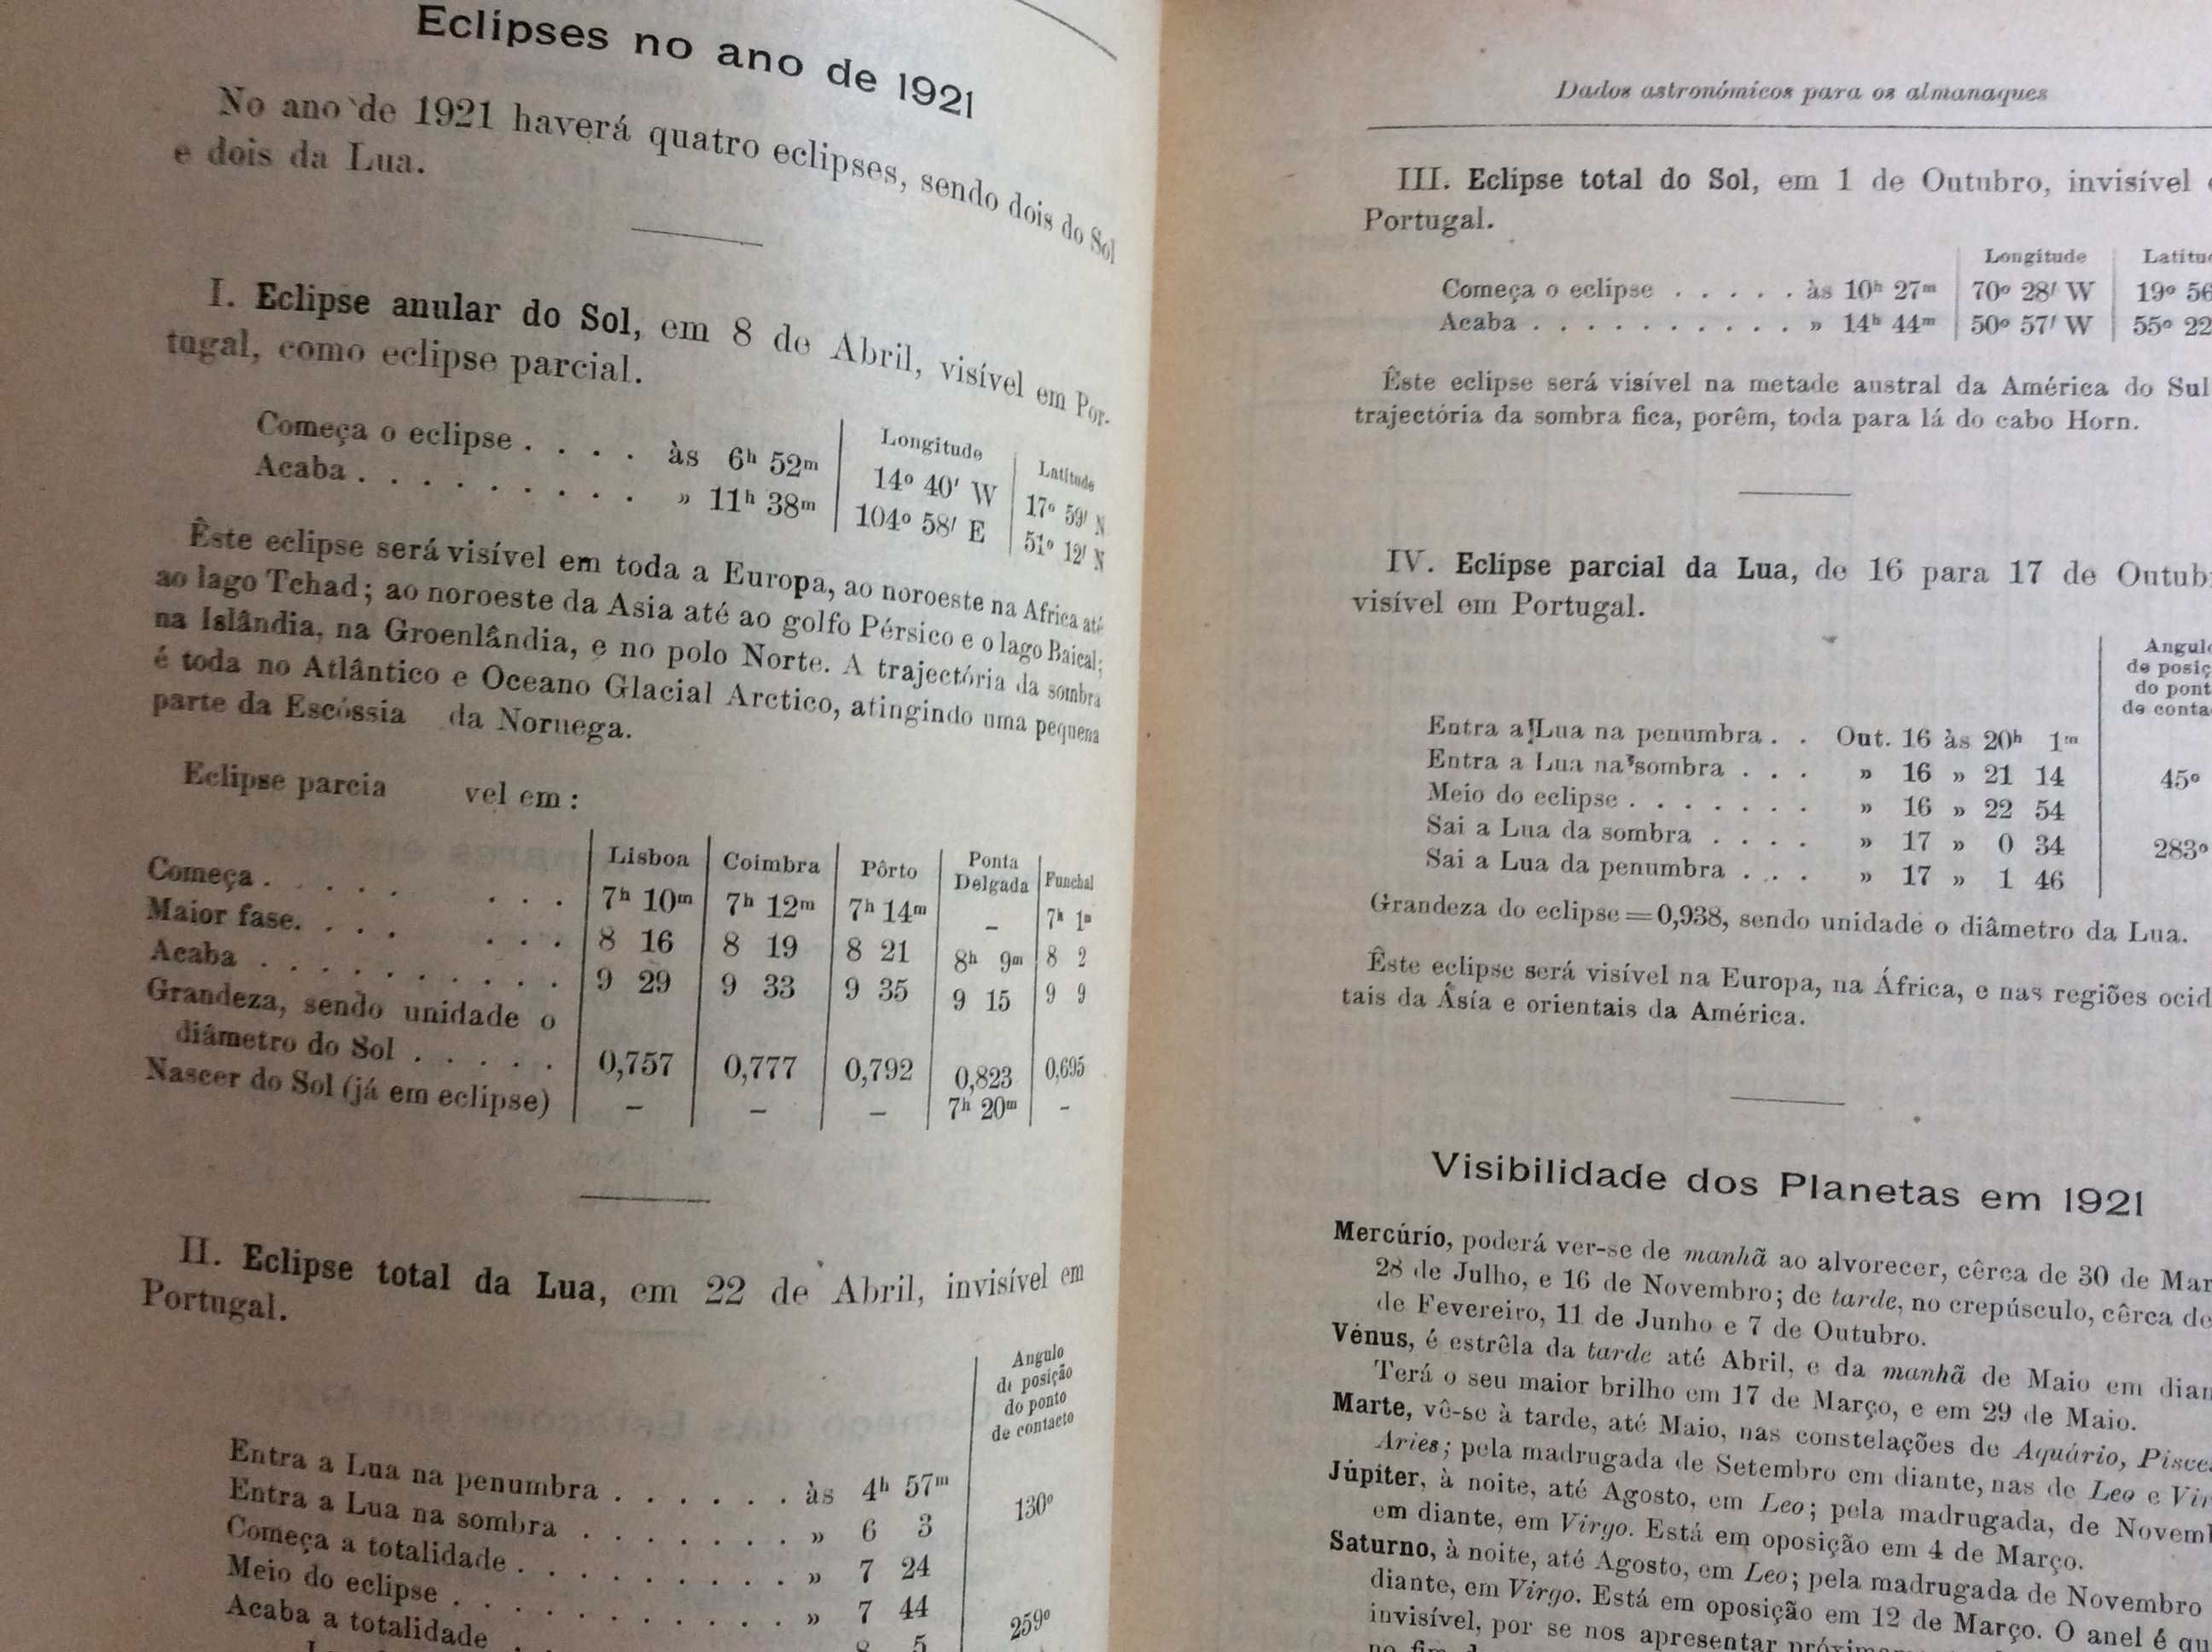 Eclipses no ano de 1921
No ano de 1921 haverá quatro eclipses, sendo dois do Sol
e dois da Lua.
I. Eclipse anular do Sol, em 8 de Abril, visível em Por-
tugal, como eclipse parcial.
Longitude Latitude
Começa o eclipse . . . . às 6h 52m 14º 40' W 17º 59' N
Acaba . . . . . . . . . » 11h 38m 104º 58' E 51º 12' N
Êste eclipse será visível em toda a Europa, ao noroeste na Africa até
ao lago Tchad; ao noroeste da Asia até ao golfo Pérsico e o lago Baical;
na Islândia, na Groenlândia, e no polo Norte. A trajectória da sombra
é toda no Atlântico e Oceano Glacial Arctico, atingindo uma pequena
parte da Escóssia da Noruega.
Eclipse parcia vel em:
Lisboa Coimbra Pôrto Ponta Delgada Funchal
Começa . . . . . . . . 7h 10m 7h 12m 7h 14m – 7h 1m
Maior fase. . . . . . . 8 16 8 19 8 21 8h 9m 8 2
Acaba . . . . . . . . . . 9 29 9 33 9 35 9 15 9 9
Grandeza, sendo unidade o
diâmetro do Sol . . . . . 0,757 0,777 0,792 0,823 0,695
Nascer do Sol (já em eclipse) – – – 7h 20m –
II. Eclipse total da Lua, em 22 de Abril, invisível em
Portugal.
Angulo
de posição
do ponto
de contacto
Entra a Lua na penumbra . . . . . . às 4h 57m
Entra a Lua na sombra . . . . . . . » 6 3 130º
Começa a totalidade . . . . . . . . . » 7 24
Meio do eclipse . . . . . . . . . . . » 7 44
Acaba a totalidade . 8 5 259º
Dados astronómicos para os almanaques
III. Eclipse total do Sol, em 1 de Outubro, invisível
Portugal.
Longitude
Começa o eclipse . . . . . às 10h 27m 70º 28' W 19º 56
Acaba . . . . . . . . . . » 14h 44m 50º 57' W 55º 22
Êste eclipse será visível na metade austral da América do Sul
trajectória da sombra fica, porêm, toda para lá do cabo Horn.
IV. Eclipse parcial da Lua, de 16 para 17 de
visível em Portugal.
Entra a Lua na penumbra . . Out. 16 às 20h 1m
Entra a Lua na sombra . . . » 16 » 21 14 45º
Meio do eclipse . . . . . . . » 16 » 22 54
Sai a Lua da sombra . . . . » 17 » 0 34 283º
Sai a Lua da penumbra . . . » 17 » 1 46
Grandeza do eclipse = 0,938, sendo unidade o diâmetro da Lua.
Êste eclipse será visível na Europa, na África, e nas regiões ocid
tais da Ásia e orientais da América.
Visibilidade dos Planetas em 1921
Mercúrio, poderá ver-se de manhã ao alvorecer, cêrca de 30 de Mar
28 de Julho, e 16 de Novembro; de tarde, no crepúsculo, cêrca de
de Fevereiro, 11 de Junho e 7 de Outubro.
Vénus, é estrêla da tarde até Abril, e da manhã de Maio em dian
Terá o seu maior brilho em 17 de Março, e em 29 de Maio.
Marte, vê-se à tarde, até Maio, nas constelações de Aquário, Pisce
Aries; pela madrugada de Setembro em diante, nas de Leo e Vir
Júpiter, à noite, até Agosto, em Leo; pela madrugada, de Novem
em diante, em Virgo. Está em oposição em 4 de Março.
Saturno, à noite, até Agosto, em Leo; pela madrugada de Novembro
diante, em Virgo. Está em oposição em 12 de Março. O anel é
invisível, por se nos apresentar